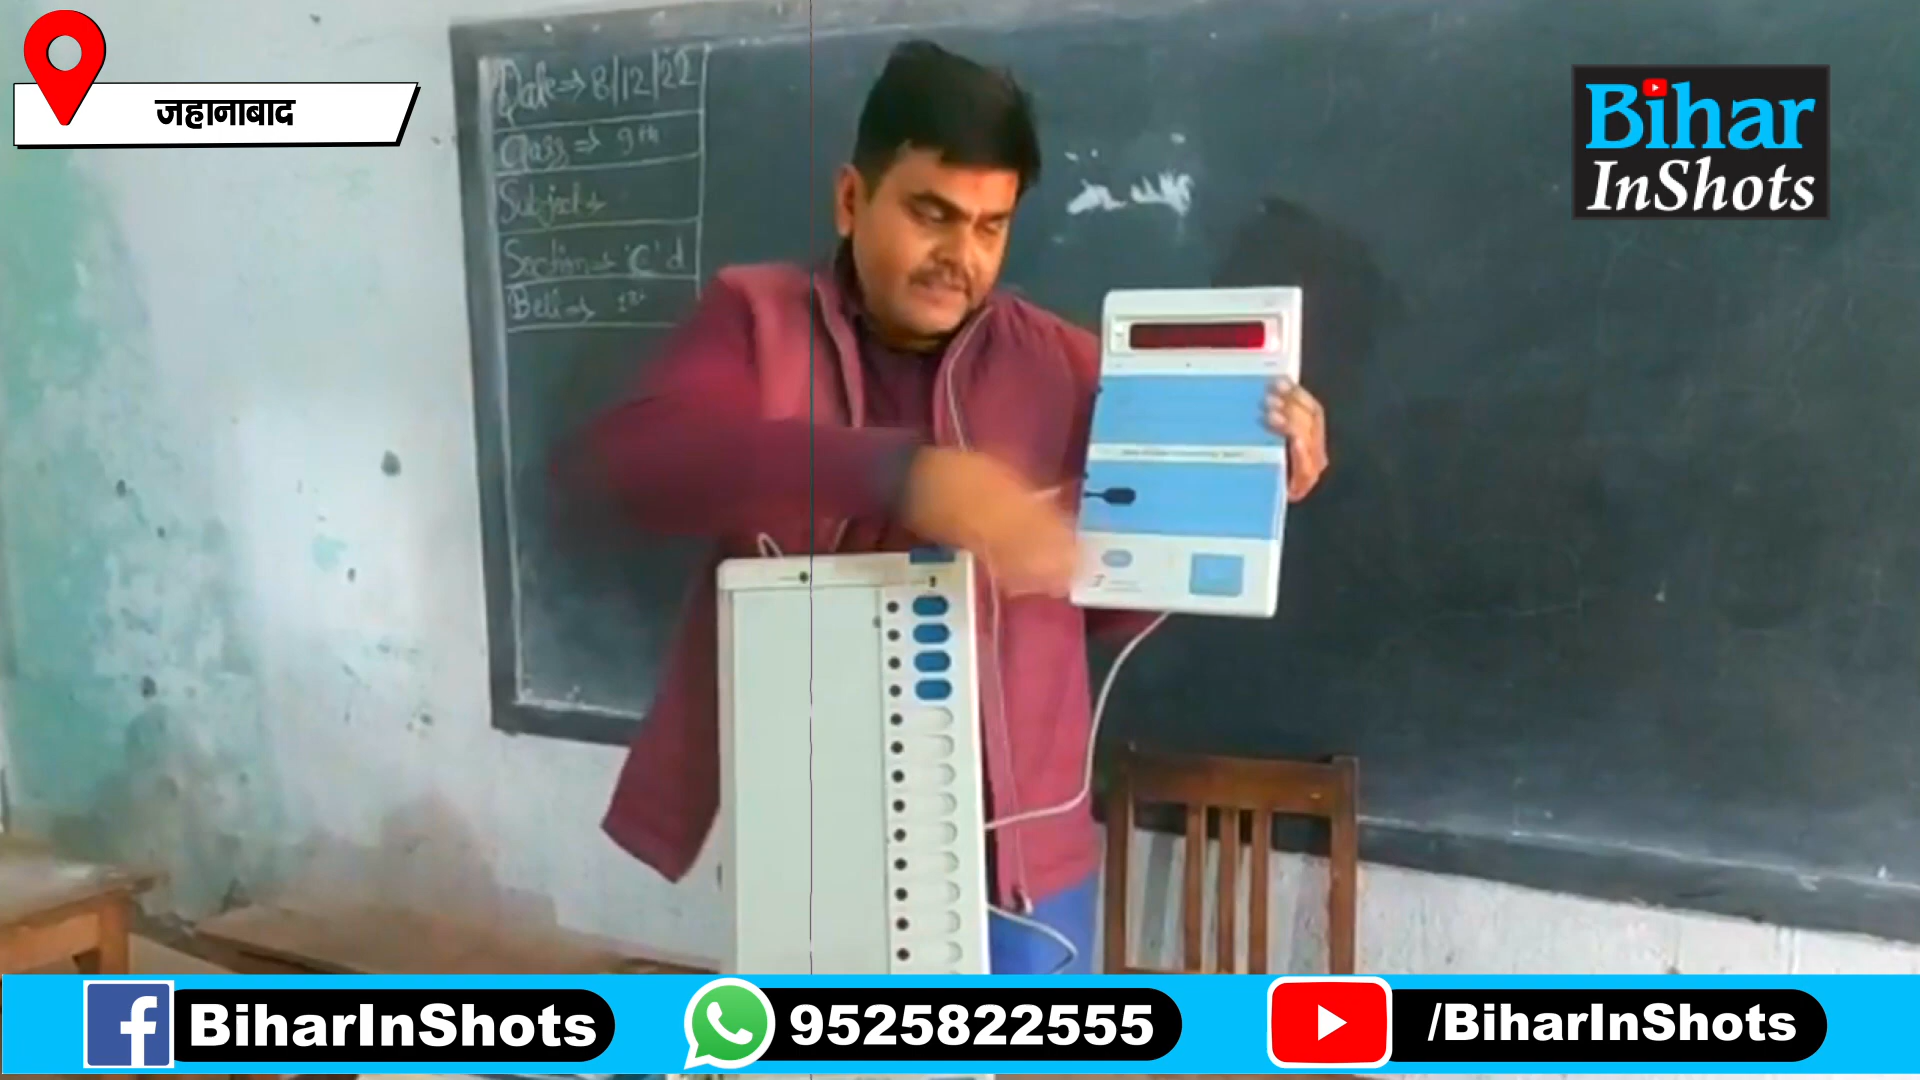 जहानाबाद
Bihar
InShots
Date → 8/12/22
Class → 9th
Subject →
Section → 'C' d
Bell →
BiharInShots
9525822555
/BiharInShots